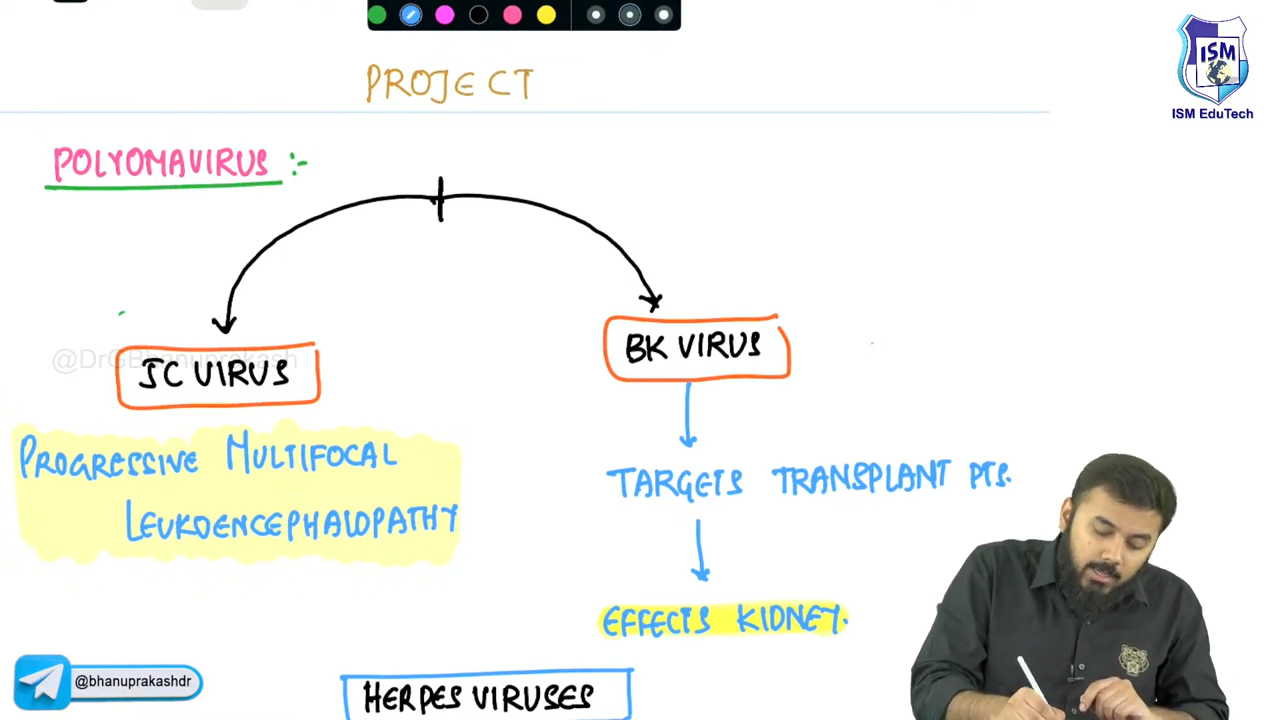 PROJECT
ISM
ISM EduTech
POLYOMAVIRUS :-
@DrGBhanuprakash
JC VIRUS
BK VIRUS
PROGRESSIVE MULTIFOCAL
LEUKOENCEPHALOPATHY
TARGETS TRANSPLANT PTS.
EFFECTS KIDNEY.
@bhanuprakashdr
HERPES VIRUSES